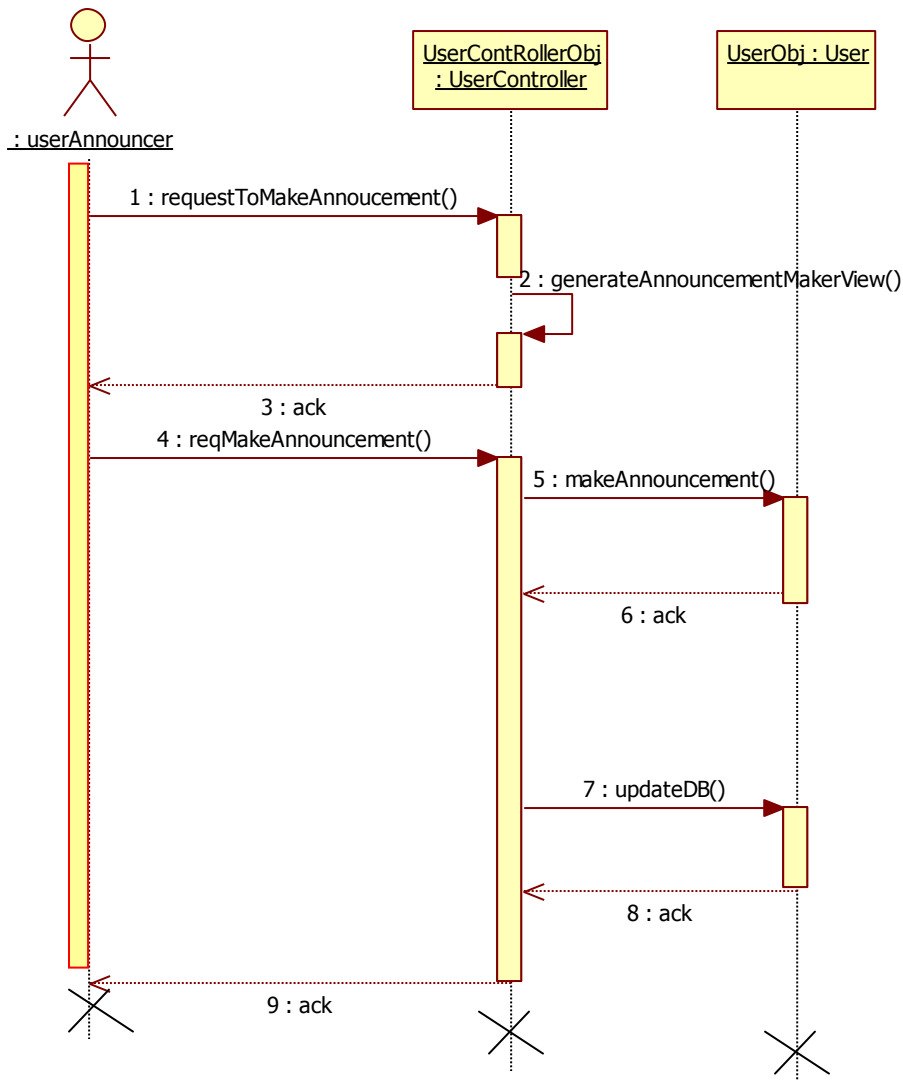 : userAnnouncer
UserContRollerObj
: UserController
UserObj : User
1 : requestToMakeAnnoucement()
2 : generateAnnouncementMakerView()
3 : ack
4 : reqMakeAnnouncement()
5 : makeAnnouncement()
6 : ack
7 : updateDB()
8 : ack
9 : ack